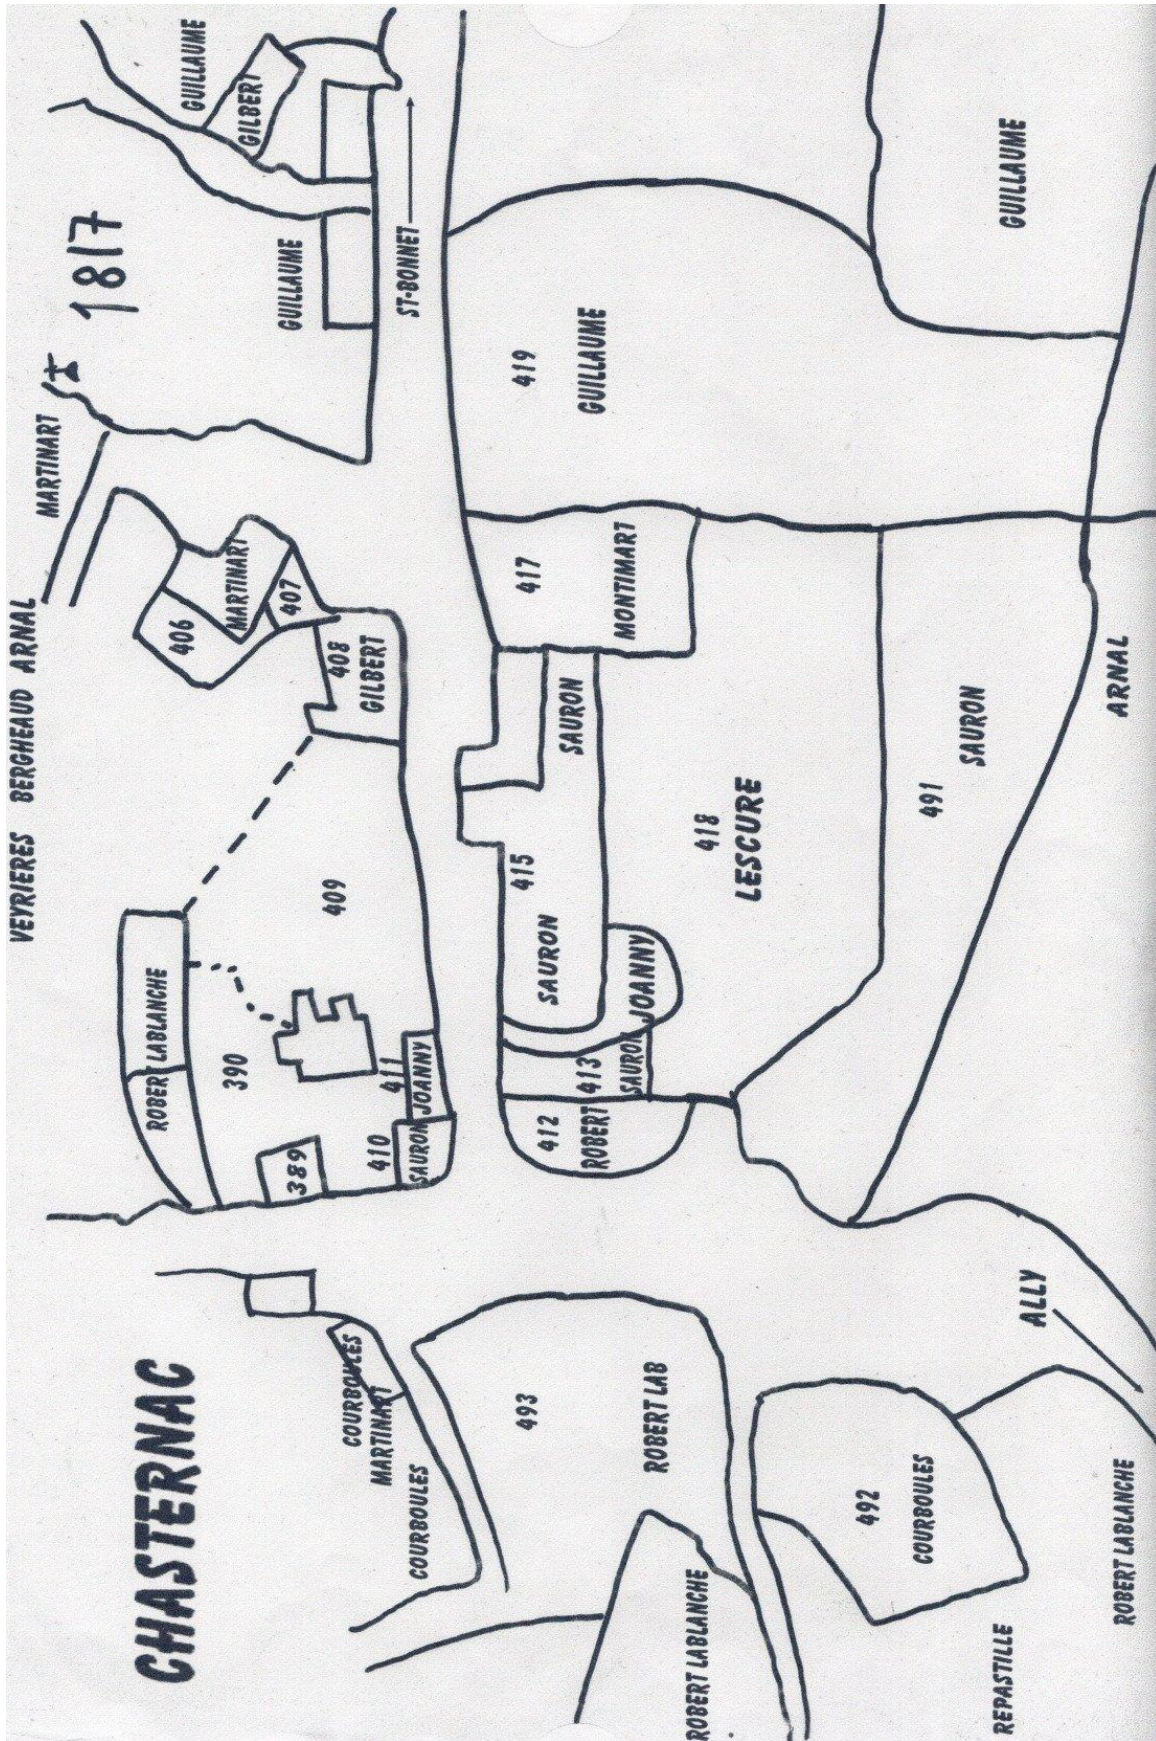 CHASTERNAC
VEYRIERES BERGHEAUD ARNAL
MARTINART
1817
GUILLAUME
GILBERT
GUILLAUME
ST-BONNET
406
MARTINART
407
408
GILBERT
ROBERT LABLANCHE
390
409
389
410
SAURON
411
JOANNY
COURBOULES
MARTINART
COURBOULES
493
ROBERT LAB
412
ROBERT
413
SAURON
JOANNY
SAURON
415
SAURON
417
MONTIMART
419
GUILLAUME
418
LESCURE
GUILLAUME
491
SAURON
ARNAL
ALLY
ROBERT LABLANCHE
492
COURBOULES
REPASTILLE
ROBERT LABLANCHE